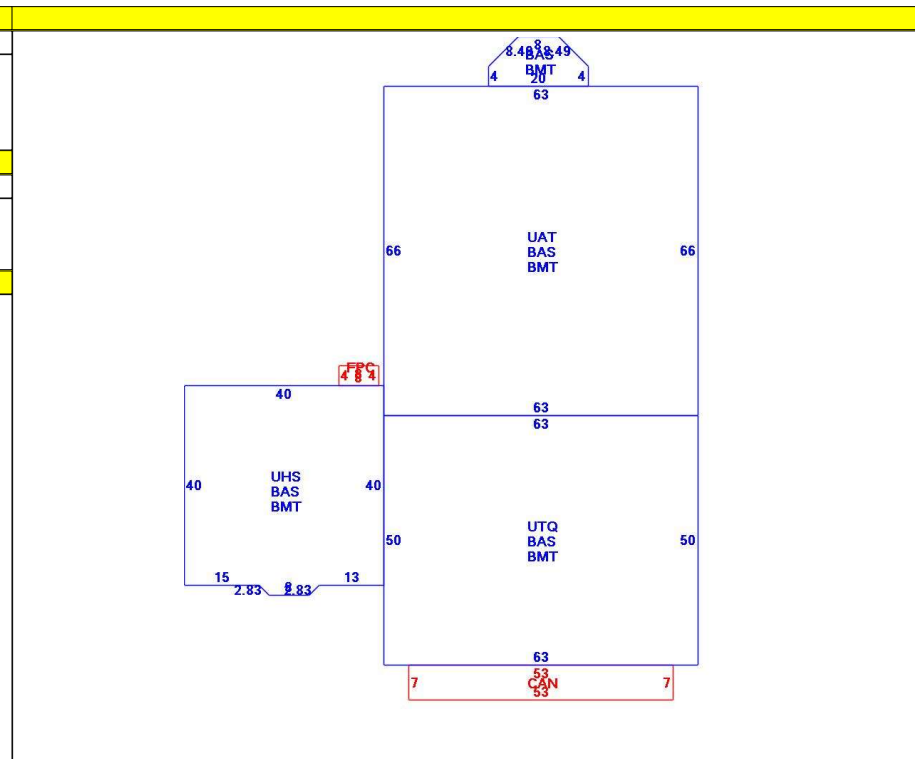 8
8.49 8.49
BAS
BMT
4 20 4
63
66 UAT 66
BAS
BMT
FPC
4 8 4
8
40
63
63
40 UHS 40
BAS
BMT
50 UTQ 50
BAS
BMT
15 8 13
2.83 2.83
63
53
7 CAN 7
53